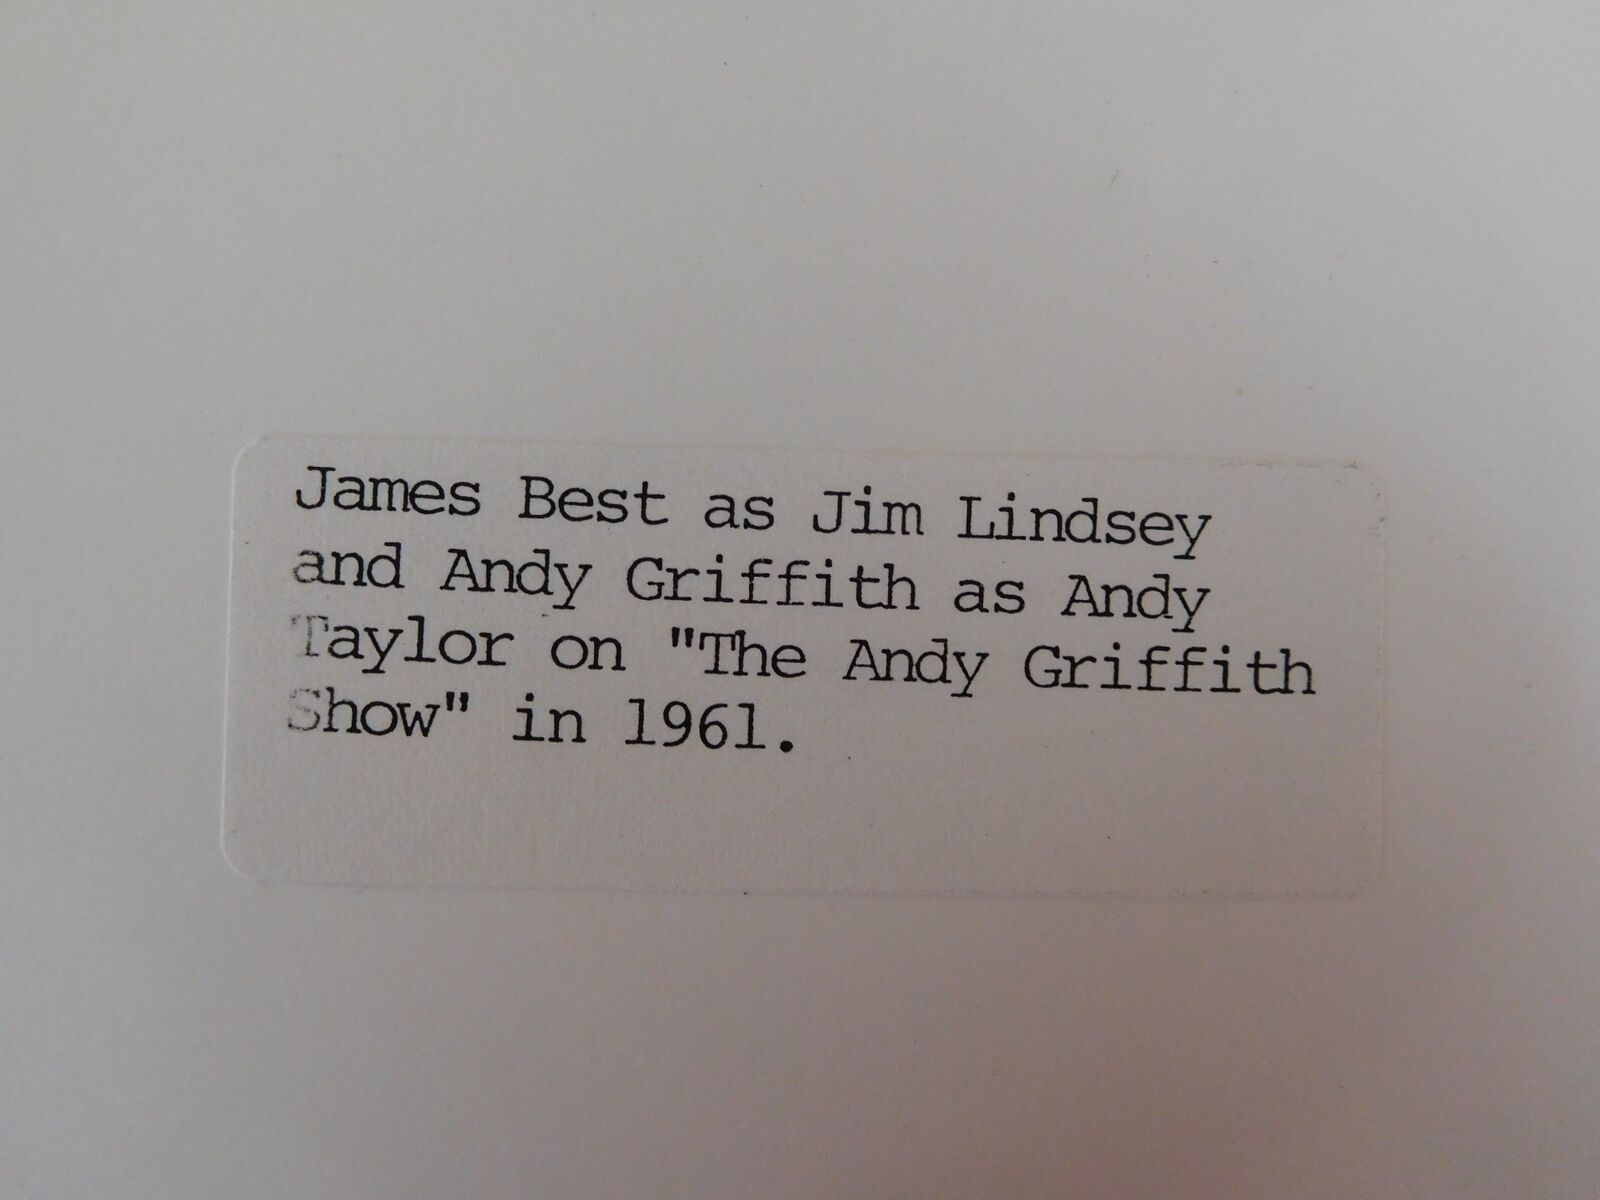 James Best as Jim Lindsey
and Andy Griffith as Andy
Taylor on "The Andy Griffith
Show" in 1961.